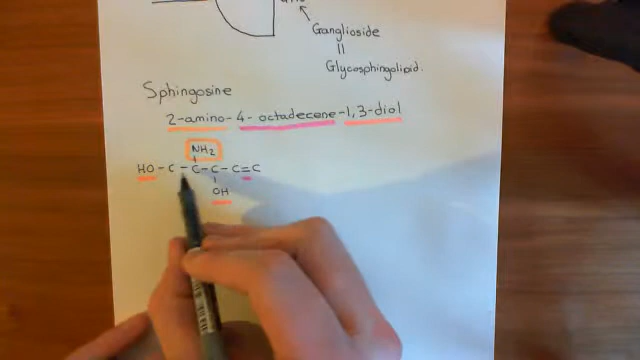 Ganglioside
||
Glycosphingolipid.
Sphingosine
2-amino-4-octadecene-1,3-diol
NH2
HO-C-C-C-C=C
OH